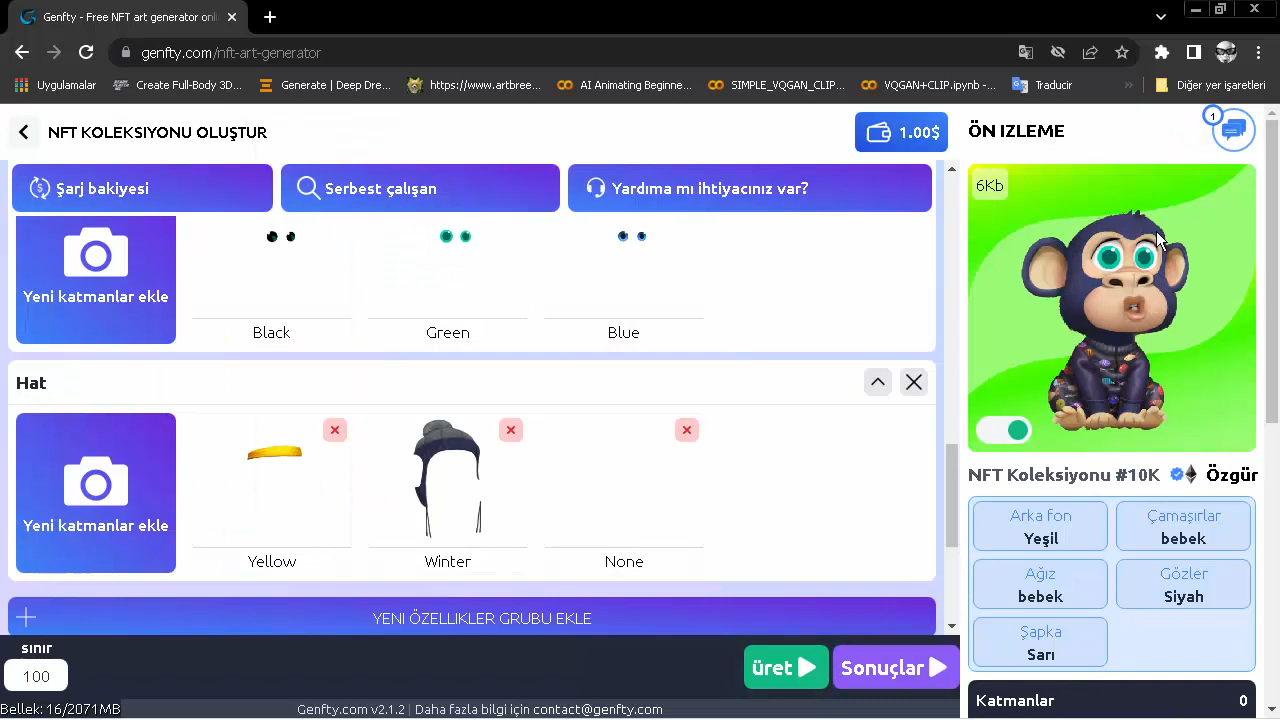 Genfty - Free NFT art generator onli
genfty.com/nft-art-generator
Uygulamalar
Create Full-Body 3D...
Generate | Deep Dre...
https://www.artbree...
AI Animating Beginne...
SIMPLE_VQGAN_CLIP...
VQGAN+CLIP.ipynb -...
Traducir
»
Diğer yer işaretleri
NFT KOLEKSIYONU OLUŞTUR
1.00$
ÖN IZLEME
1
Şarj bakiyesi
Serbest çalışan
Yardıma mı ihtiyacınız var?
6Kb
Yeni katmanlar ekle
Black
Green
Blue
Hat
Yeni katmanlar ekle
Yellow
Winter
None
NFT Koleksiyonu #10K
Özgür
Arka fon
Yeşil
Çamaşırlar
bebek
Ağız
bebek
Gözler
Siyah
Şapka
Sarı
YENİ ÖZELLIKLER GRUBU EKLE
sınır
100
üret
Sonuçlar
Katmanlar
0
Bellek: 16/2071MB
Genfty.com v2.1.2 | Daha fazla bilgi için contact@genfty.com